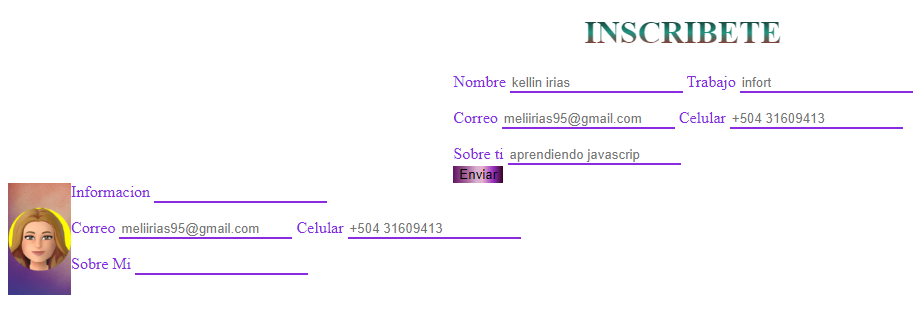 INSCRIBETE
Nombre kellin irias Trabajo infort
Correo meliirias95@gmail.com Celular +504 31609413
Sobre ti aprendiendo javascrip
Enviar
Informacion
Correo meliirias95@gmail.com Celular +504 31609413
Sobre Mi